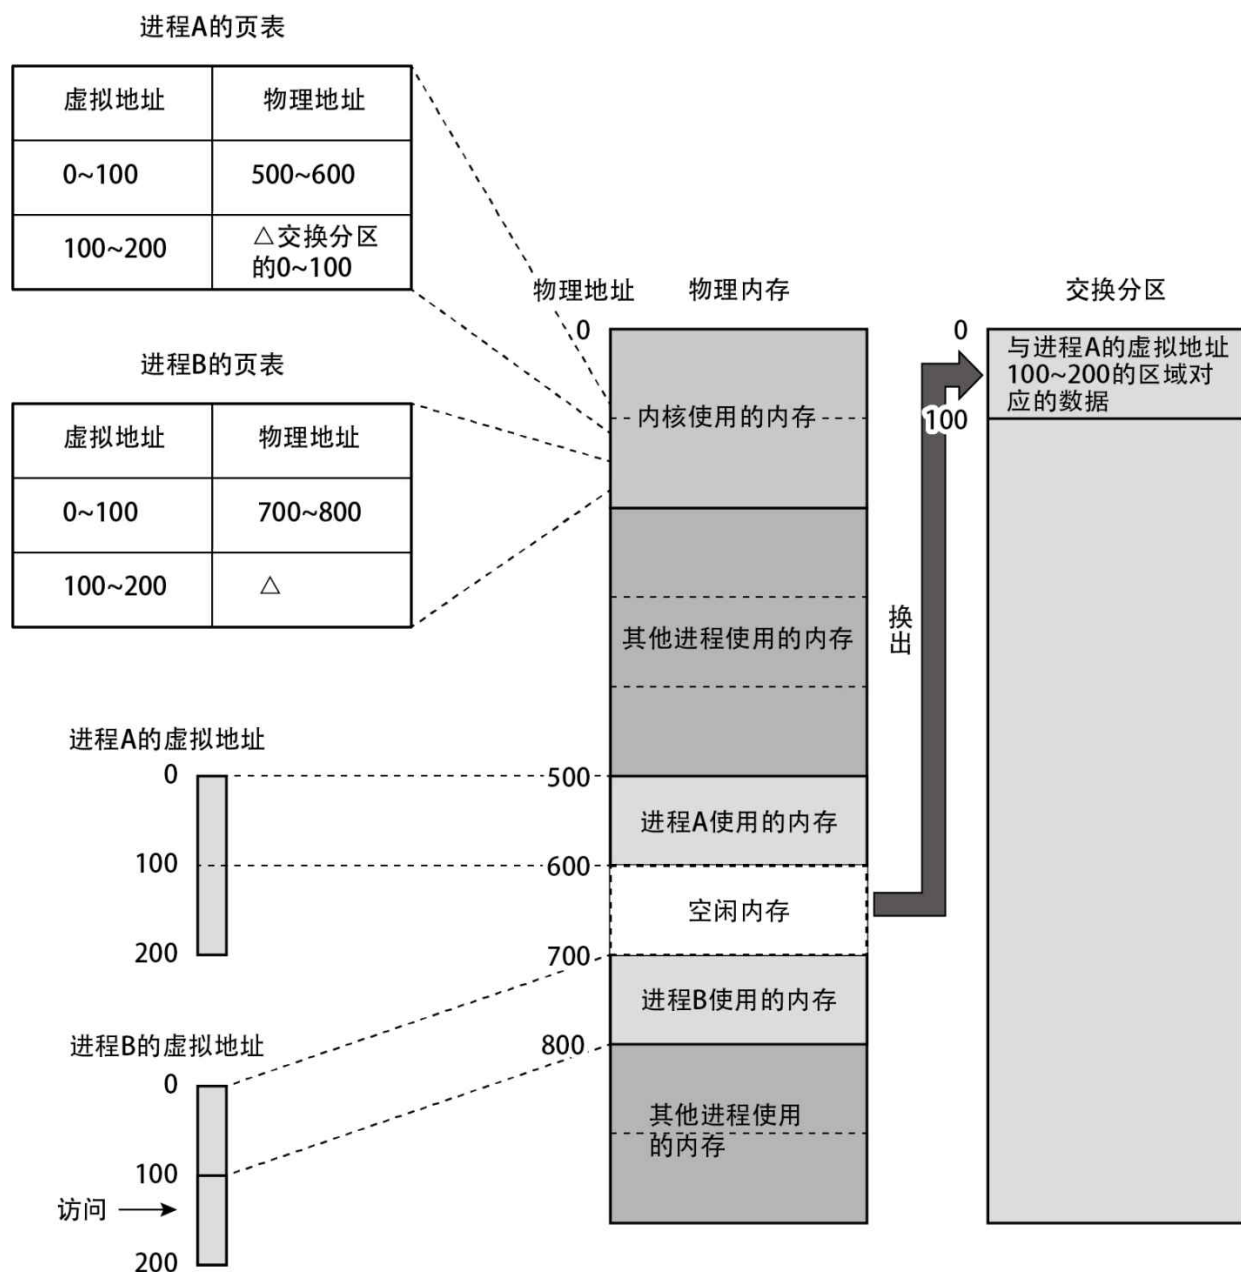 进程A的页表
虚拟地址 物理地址
0~100 500~600
100~200 △交换分区
的0~100
进程B的页表
虚拟地址 物理地址
0~100 700~800
100~200 △
物理地址 物理内存 交换分区
0
内核使用的内存
其他进程使用的内存
500
进程A使用的内存
600
空闲内存
700
进程B使用的内存
800
其他进程使用
的内存
换出
0
与进程A的虚拟地址
100~200的区域对
应的数据
100
进程A的虚拟地址
0
100
200
进程B的虚拟地址
0
100
访问
200